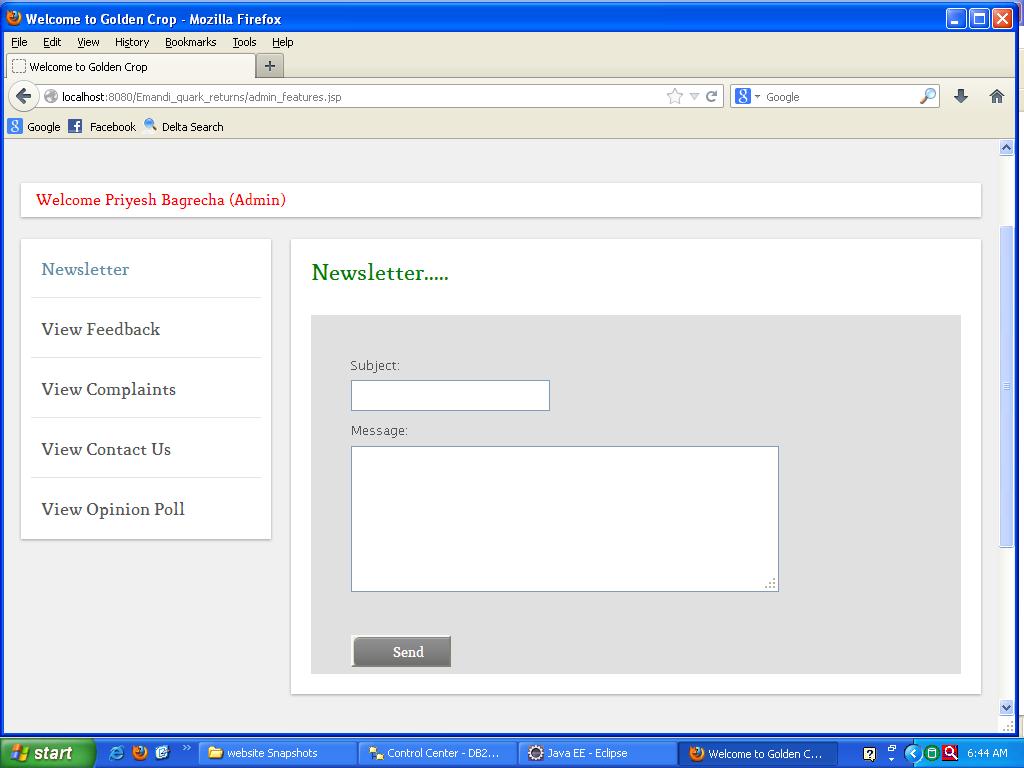 Welcome to Golden Crop - Mozilla Firefox
File Edit View History Bookmarks Tools Help
Welcome to Golden Crop
localhost:8080/Emandi_quark_returns/admin_features.jsp
Google
Google Facebook Delta Search
Welcome Priyesh Bagrecha (Admin)
Newsletter
View Feedback
View Complaints
View Contact Us
View Opinion Poll
Newsletter.....
Subject:
Message:
Send
start
website Snapshots
Control Center - DB2...
Java EE - Eclipse
Welcome to Golden C...
6:44 AM